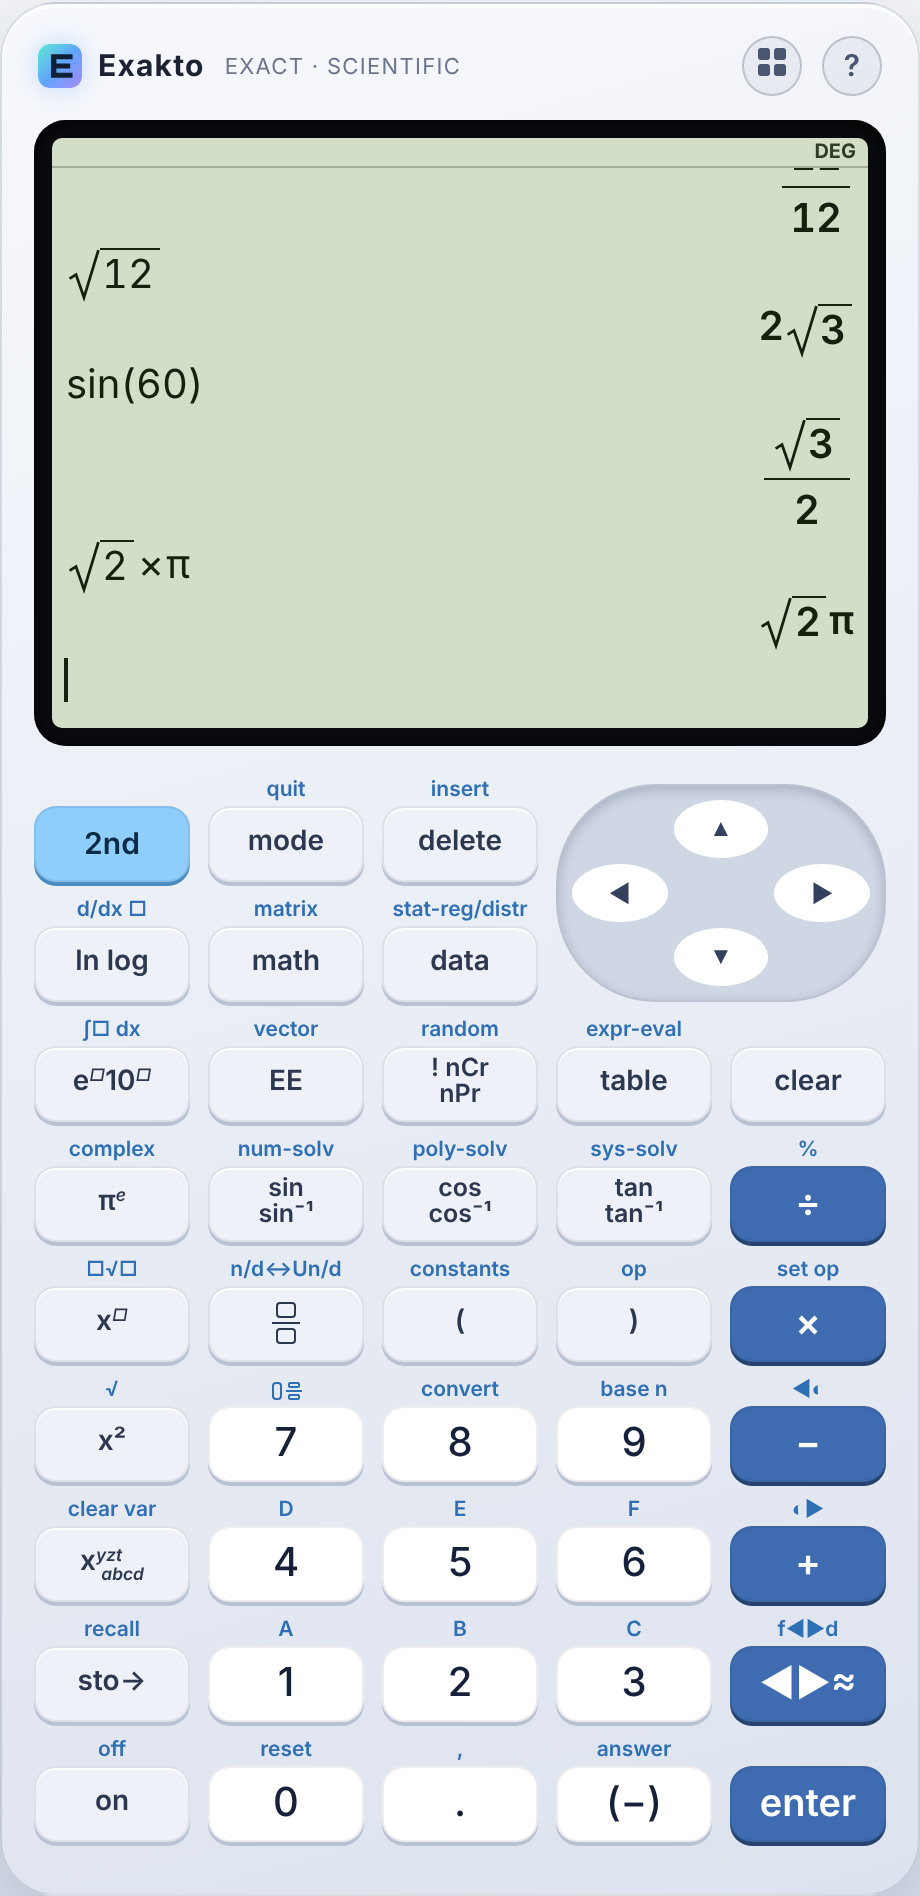 Exakto EXACT · SCIENTIFIC ?
DEG
12
√12
2√3
sin(60)
√3
2
√2×π
√2π
quit insert
2nd mode delete
▲
◀ ▶
▼
d/dx □ matrix stat-reg/distr
ln log math data
∫□ dx vector random expr-eval
e□10□ EE ! nCr nPr table clear
complex num-solv poly-solv sys-solv %
πe sin sin⁻¹ cos cos⁻¹ tan tan⁻¹ ÷
□√□ n/d↔Un/d constants op set op
x□ □/□ ( ) ×
√ convert base n
x² 7 8 9 −
clear var D E F
xyzt abcd 4 5 6 +
recall A B C f◀▶d
sto→ 1 2 3 ◀▶≈
off reset , answer
on 0 . (−) enter